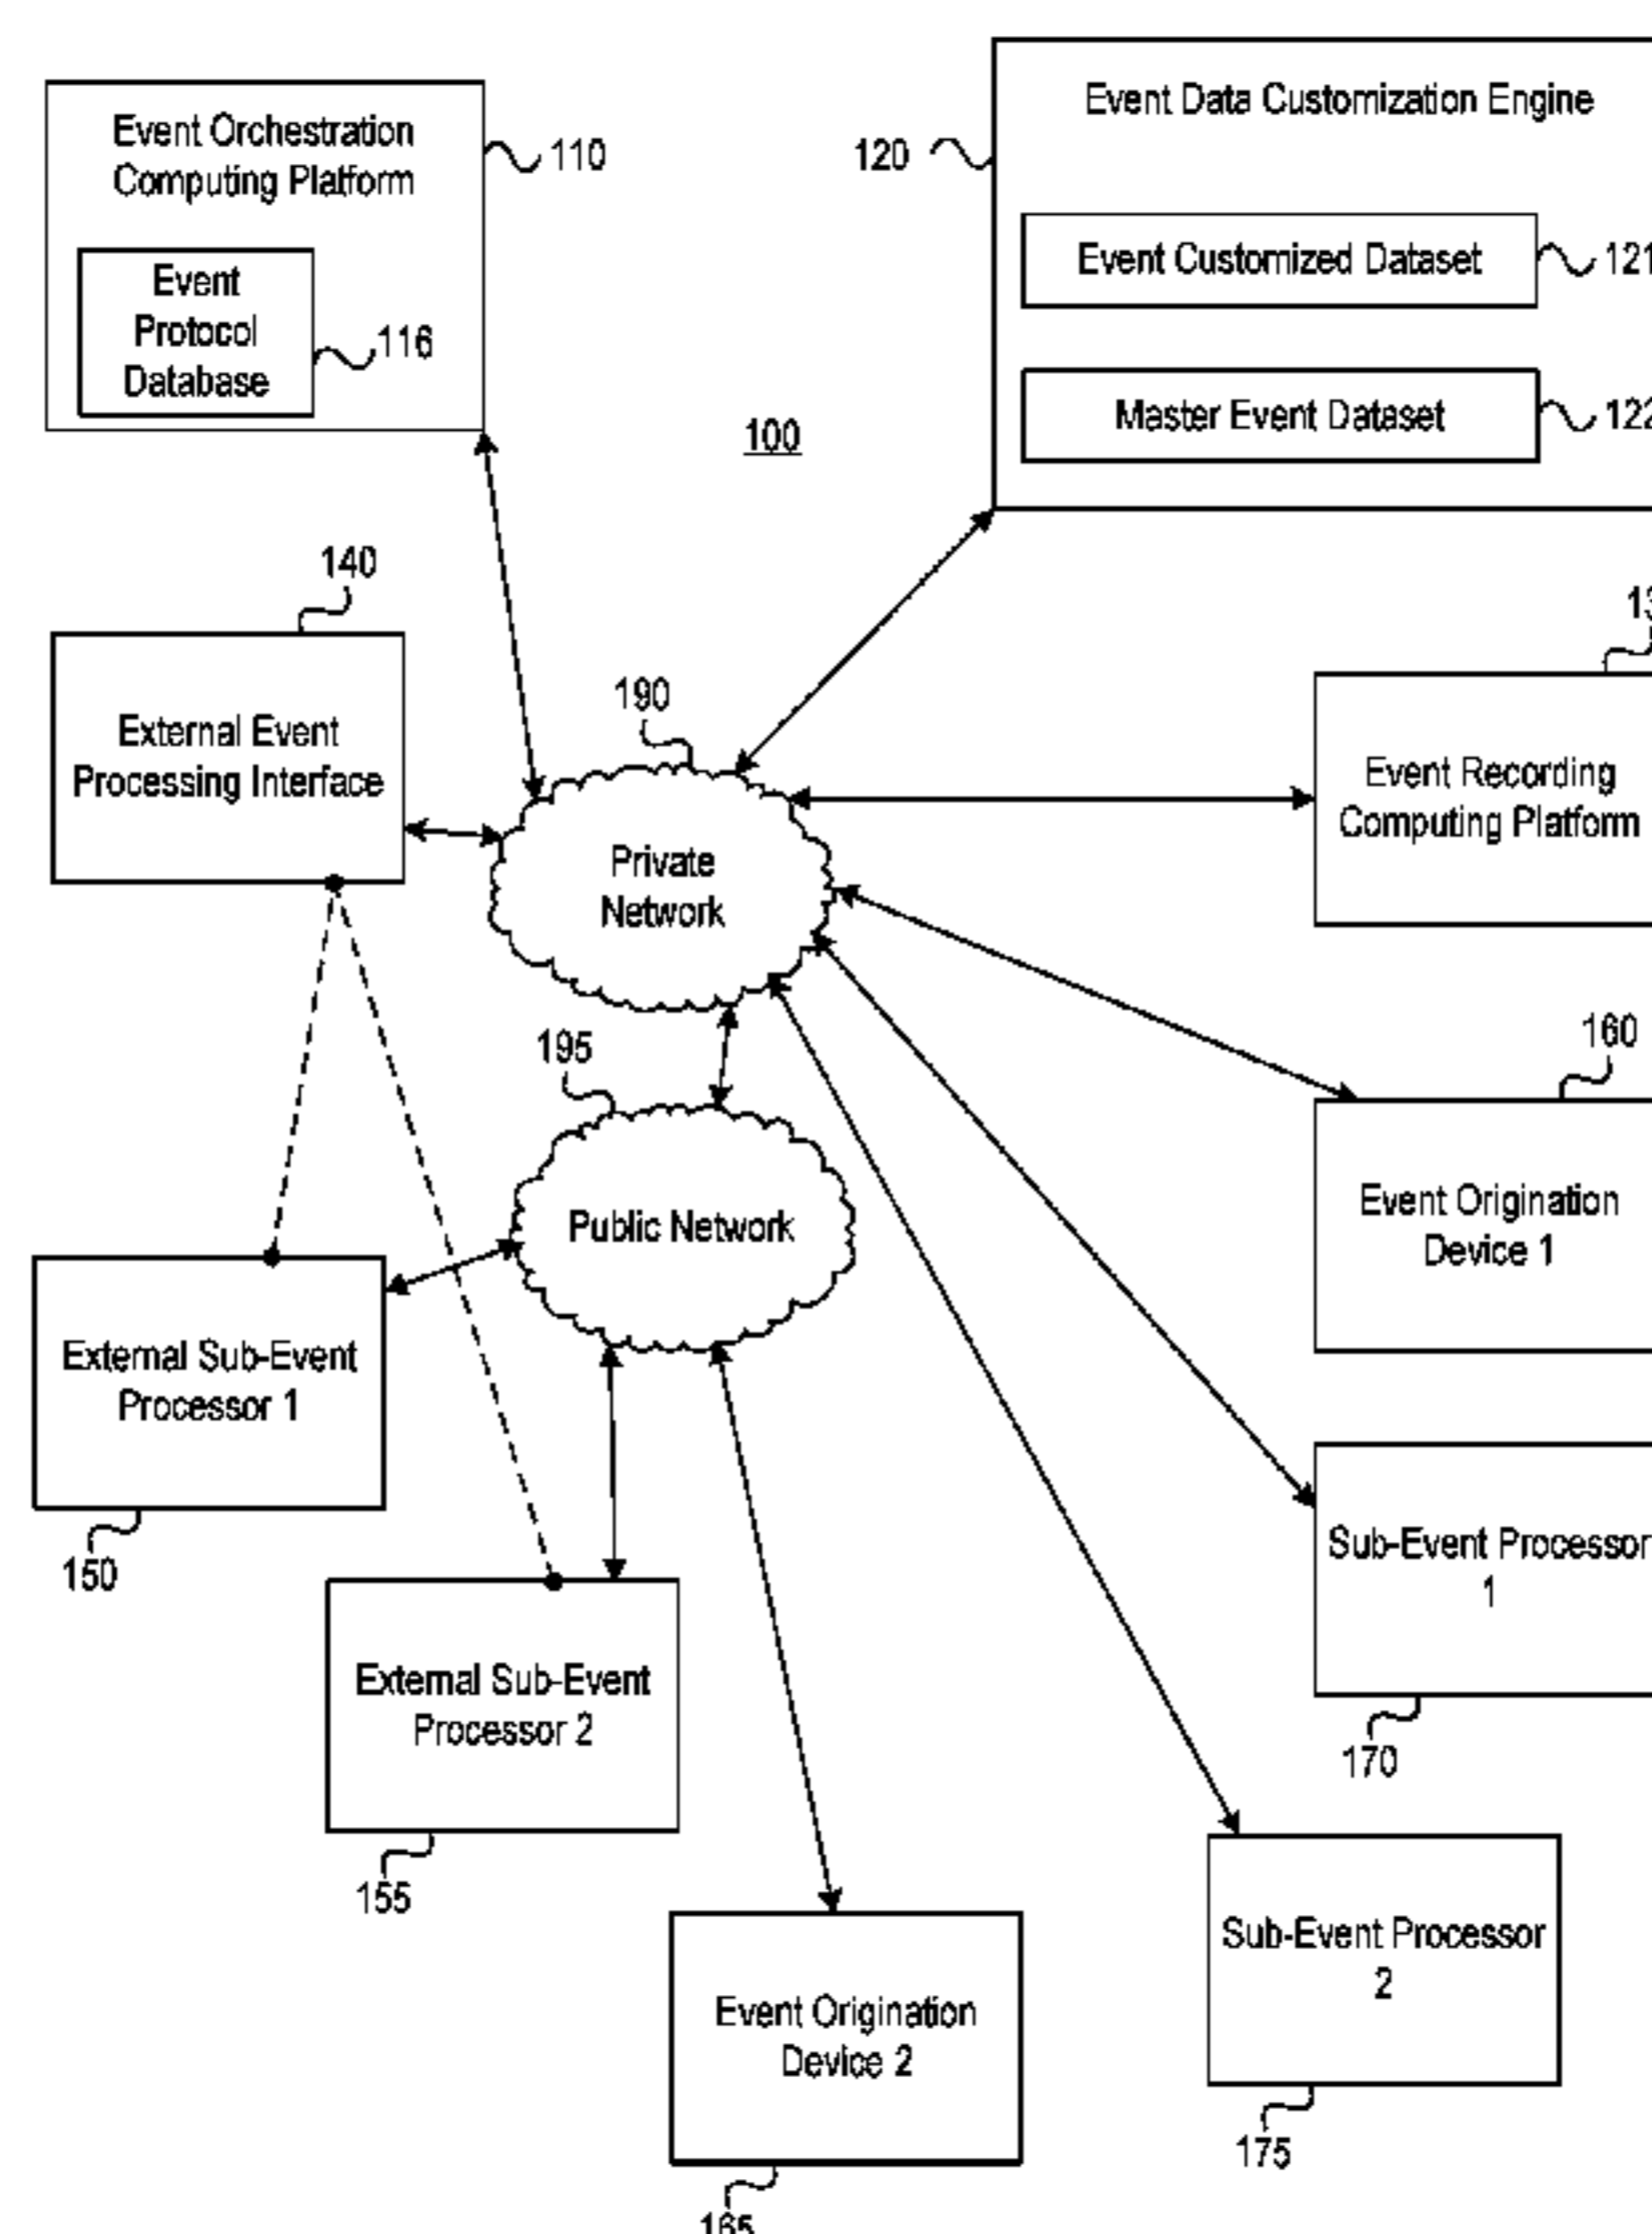 Event Orchestration
Computing Platform
110
Event
Protocol
Database
116
Event Data Customization Engine
120
Event Customized Dataset
121
Master Event Dataset
122
100
140
External Event
Processing Interface
190
Private
Network
Event Recording
Computing Platform
195
Public Network
160
Event Origination
Device 1
External Sub-Event
Processor 1
150
Sub-Event Processor
1
170
External Sub-Event
Processor 2
155
Sub-Event Processor
2
175
Event Origination
Device 2
165